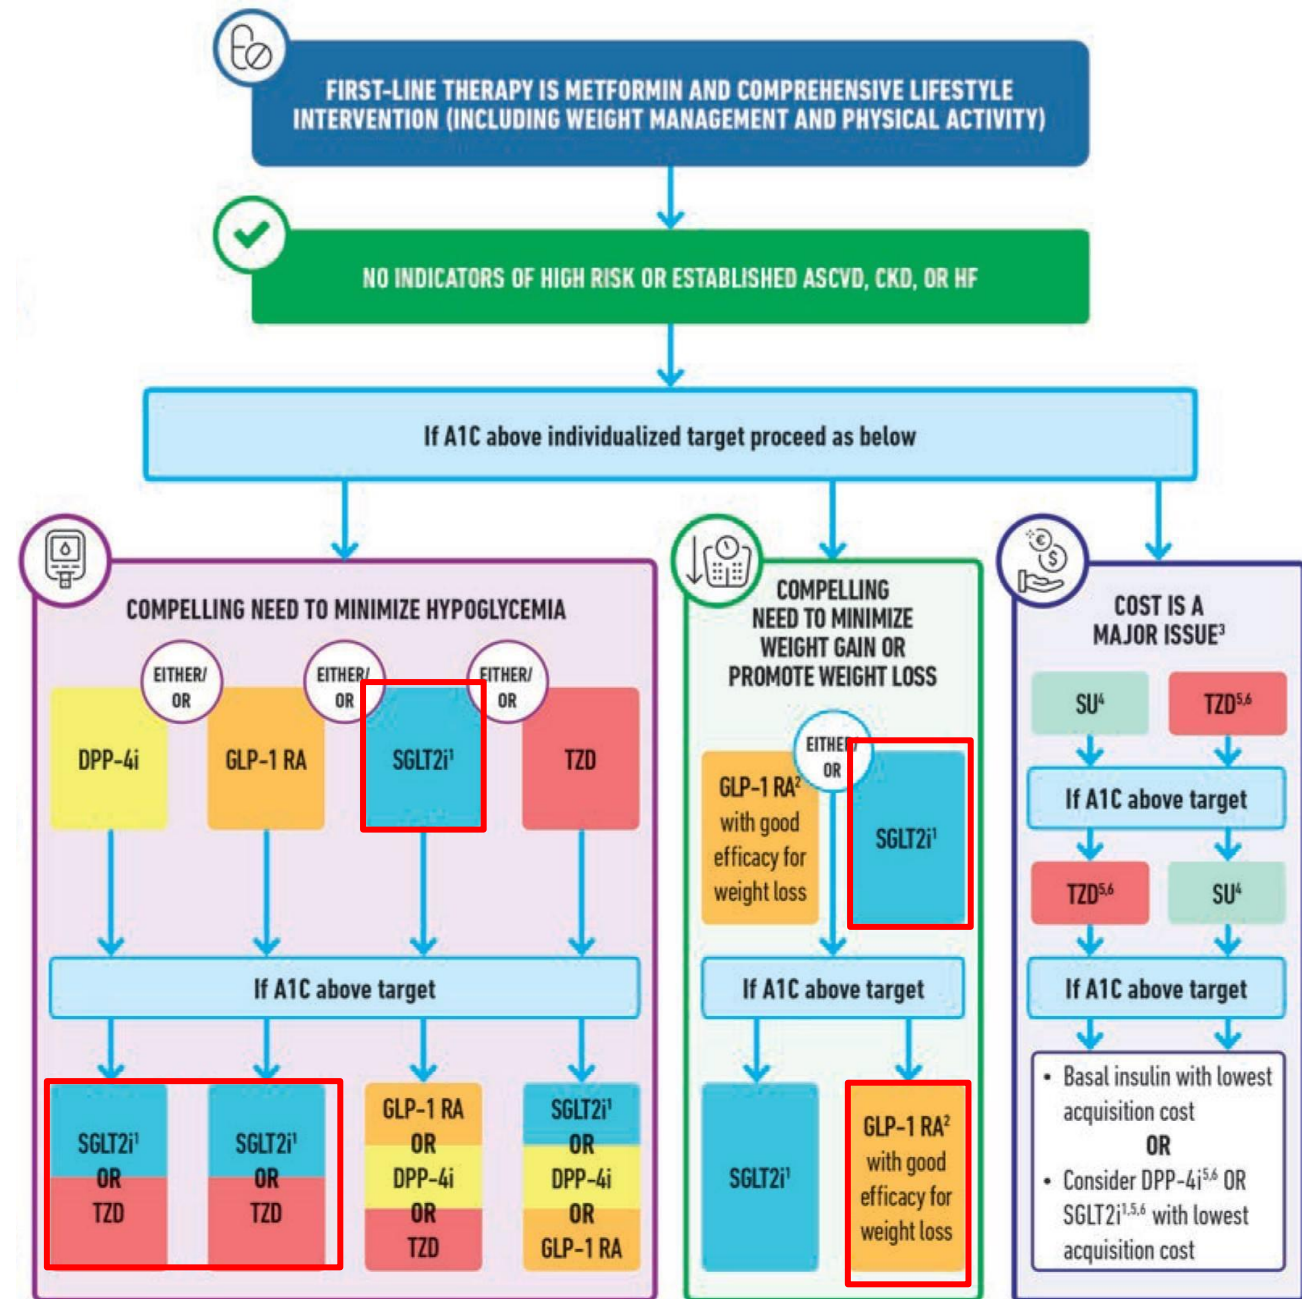 FIRST-LINE THERAPY IS METFORMIN AND COMPREHENSIVE LIFESTYLE
INTERVENTION (INCLUDING WEIGHT MANAGEMENT AND PHYSICAL ACTIVITY)
NO INDICATORS OF HIGH RISK OR ESTABLISHED ASCVD, CKD, OR HF
If A1C above individualized target proceed as below
COMPELLING NEED TO MINIMIZE HYPOGLYCEMIA
EITHER/
OR
EITHER/
OR
EITHER/
OR
DPP-4i
GLP-1 RA
SGLT2i¹
TZD
If A1C above target
SGLT2i¹
OR
TZD
SGLT2i¹
OR
TZD
GLP-1 RA
OR
DPP-4i
OR
TZD
SGLT2i¹
OR
DPP-4i
OR
GLP-1 RA
COMPELLING
NEED TO MINIMIZE
WEIGHT GAIN OR
PROMOTE WEIGHT LOSS
EITHER/
OR
GLP-1 RA²
with good
efficacy for
weight loss
SGLT2i¹
If A1C above target
SGLT2i¹
GLP-1 RA²
with good
efficacy for
weight loss
€
$
COST IS A
MAJOR ISSUE³
SU⁴
TZD⁵,⁶
If A1C above target
TZD⁵,⁶
SU⁴
If A1C above target
• Basal insulin with lowest
acquisition cost
OR
• Consider DPP-4i⁵,⁶ OR
SGLT2i¹,⁵,⁶ with lowest
acquisition cost